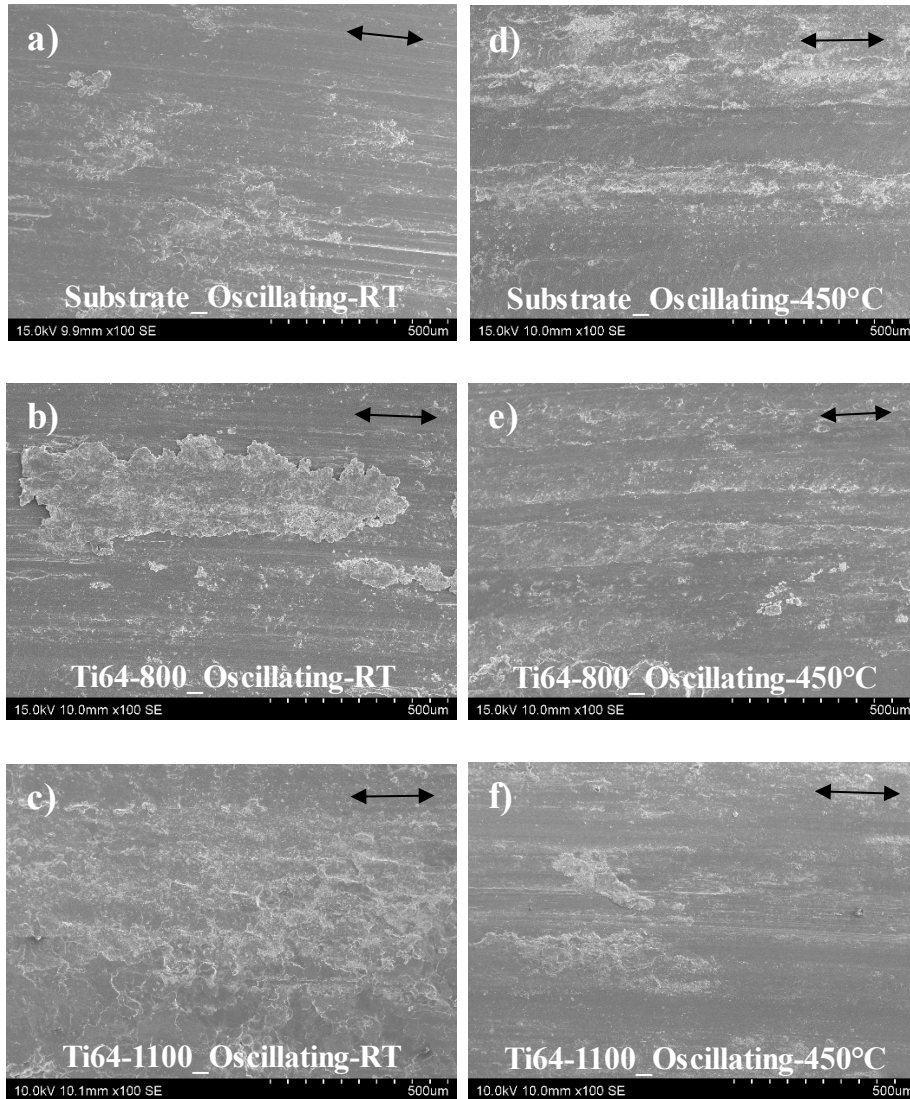 a)
Substrate_Oscillating-RT
15.0kV 9.9mm x100 SE 500um
d)
Substrate_Oscillating-450°C
15.0kV 10.0mm x100 SE 500um
b)
Ti64-800_Oscillating-RT
15.0kV 10.0mm x100 SE 500um
e)
Ti64-800_Oscillating-450°C
15.0kV 10.0mm x100 SE 500um
c)
Ti64-1100_Oscillating-RT
10.0kV 10.1mm x100 SE 500um
f)
Ti64-1100_Oscillating-450°C
10.0kV 10.0mm x100 SE 500um